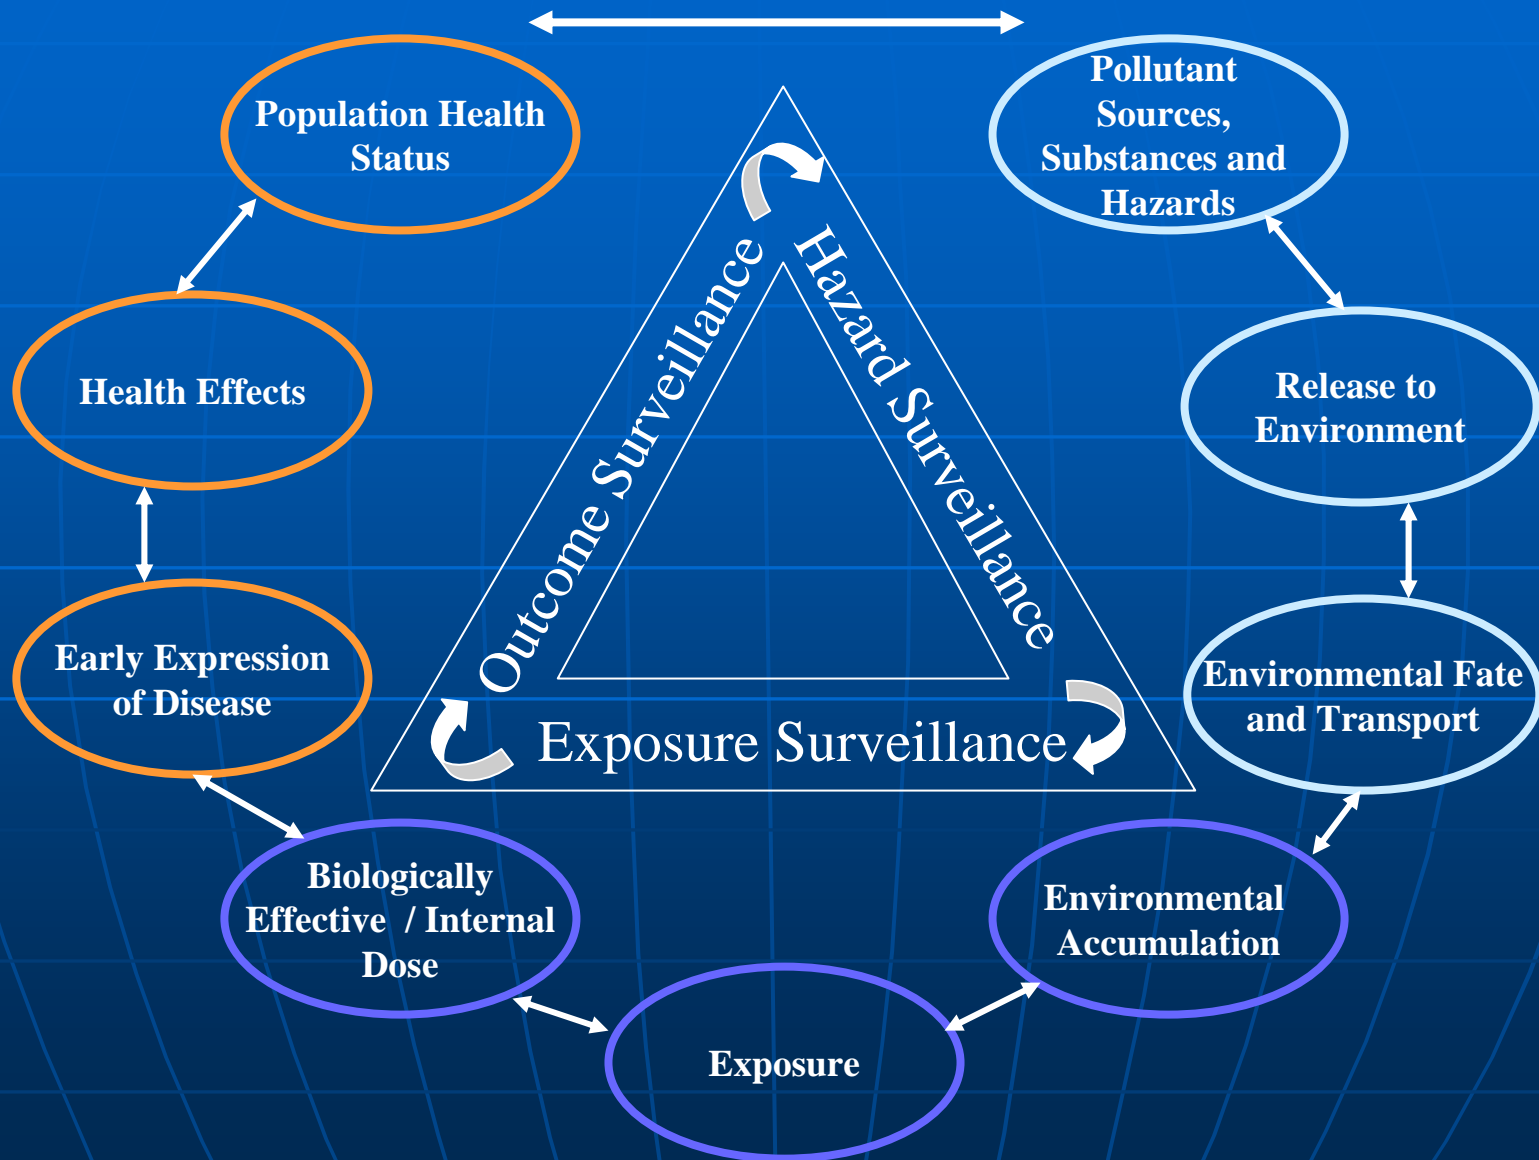 Population Health
Status
Pollutant
Sources,
Substances and
Hazards
Health Effects
Release to
Environment
Early Expression
of Disease
Environmental Fate
and Transport
Outcome Surveillance
Hazard Surveillance
Exposure Surveillance
Biologically
Effective / Internal
Dose
Environmental
Accumulation
Exposure